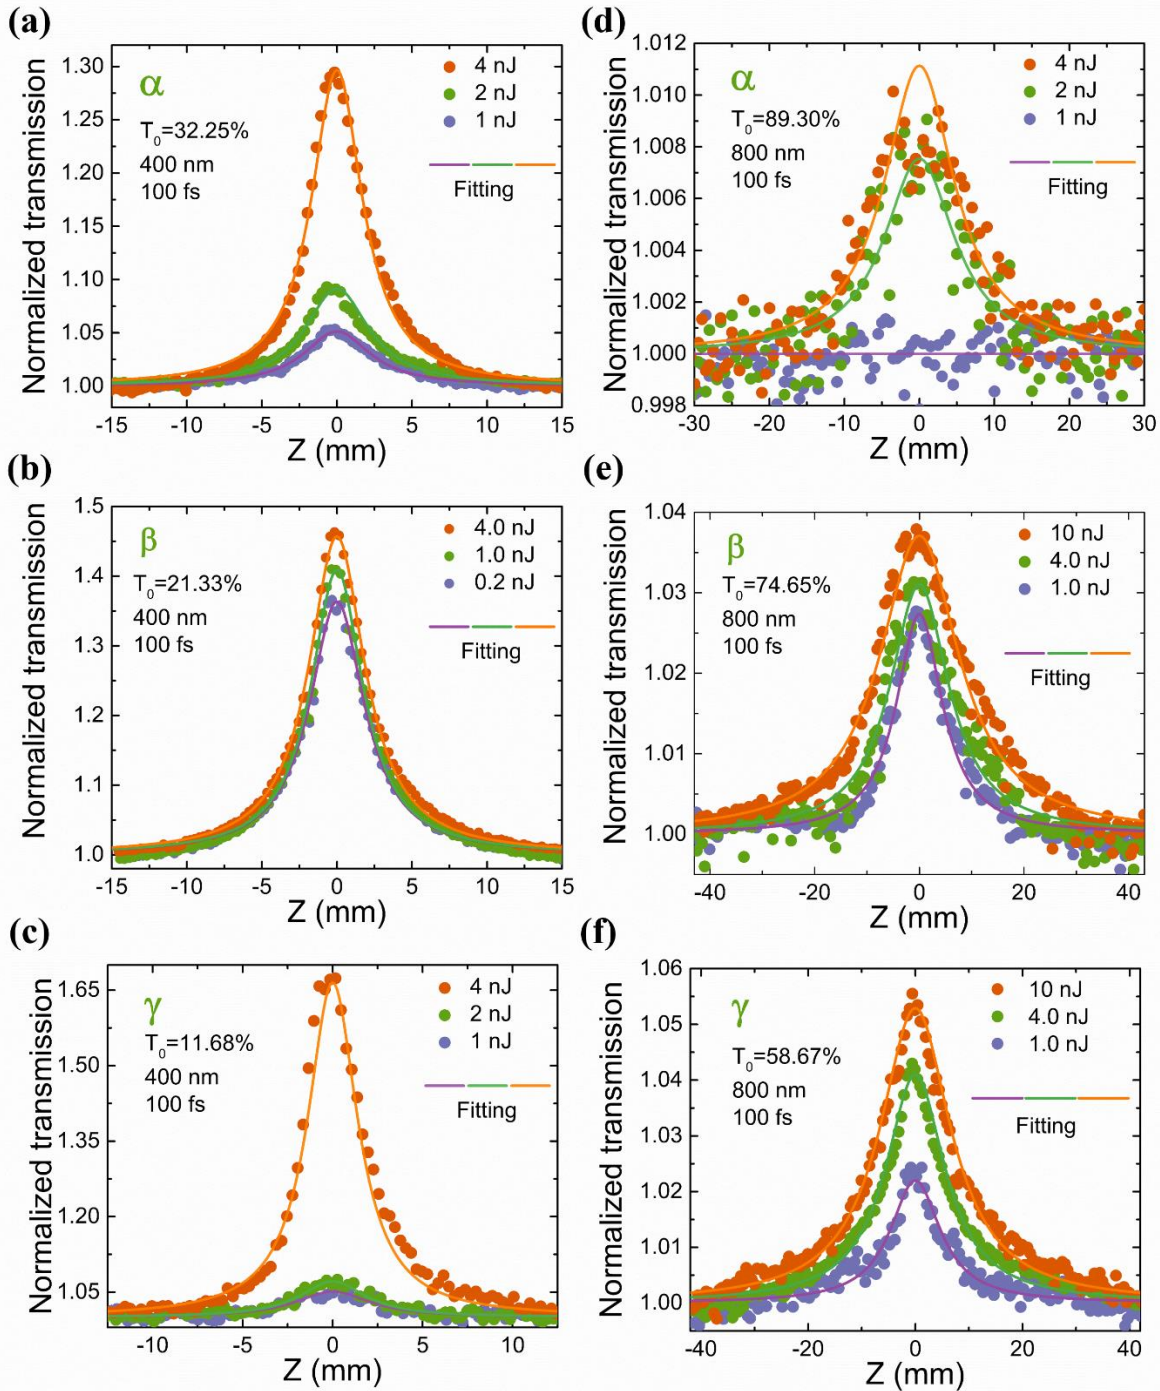 (a)
1.30
1.25
1.20
1.15
1.10
1.05
1.00
Normalized transmission
α
T0=32.25%
400 nm
100 fs
4 nJ
2 nJ
1 nJ
Fitting
-15 -10 -5 0 5 10 15
Z (mm)
(d)
1.012
1.010
1.008
1.006
1.004
1.002
1.000
0.998
Normalized transmission
α
T0=89.30%
800 nm
100 fs
4 nJ
2 nJ
1 nJ
Fitting
-30 -20 -10 0 10 20 30
Z (mm)
(b)
1.5
1.4
1.3
1.2
1.1
1.0
Normalized transmission
β
T0=21.33%
400 nm
100 fs
4.0 nJ
1.0 nJ
0.2 nJ
Fitting
-15 -10 -5 0 5 10 15
Z (mm)
(e)
1.04
1.02
1.00
Normalized transmission
β
T0=74.65%
800 nm
100 fs
10 nJ
4.0 nJ
1.0 nJ
Fitting
-40 -20 0 20 40
Z (mm)
(c)
1.65
1.50
1.35
1.20
1.05
Normalized transmission
γ
T0=11.68%
400 nm
100 fs
4 nJ
2 nJ
1 nJ
Fitting
-10 -5 0 5 10
Z (mm)
(f)
1.06
1.05
1.04
1.03
1.02
1.01
1.00
Normalized transmission
γ
T0=58.67%
800 nm
100 fs
10 nJ
4.0 nJ
1.0 nJ
Fitting
-40 -20 0 20 40
Z (mm)